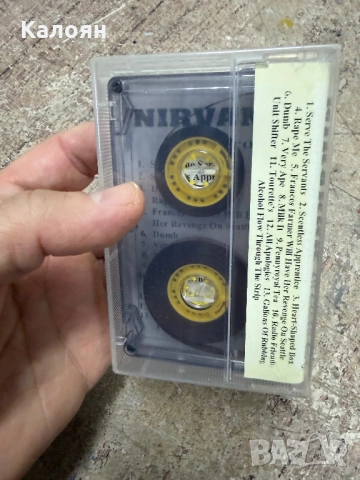 Калоян
NIRVAN
1. Serve The Servants 2. Scentless Apprentice 3. Heart-Shaped Box
4. Rape Me 5. Frances Farmer Will Have Her Revenge On Seattle
6. Dumb 7. Very Ape 8. Milk It 9. Pennyroyal Tea 10. Radio Friendly
Unit Shifter 11. Tourette's 12. All Apologies 13. Gallons Of Rubbing
Alcohol Flow Through The Strip
Her Revenge On Seattle
6. Dumb
BAZAR